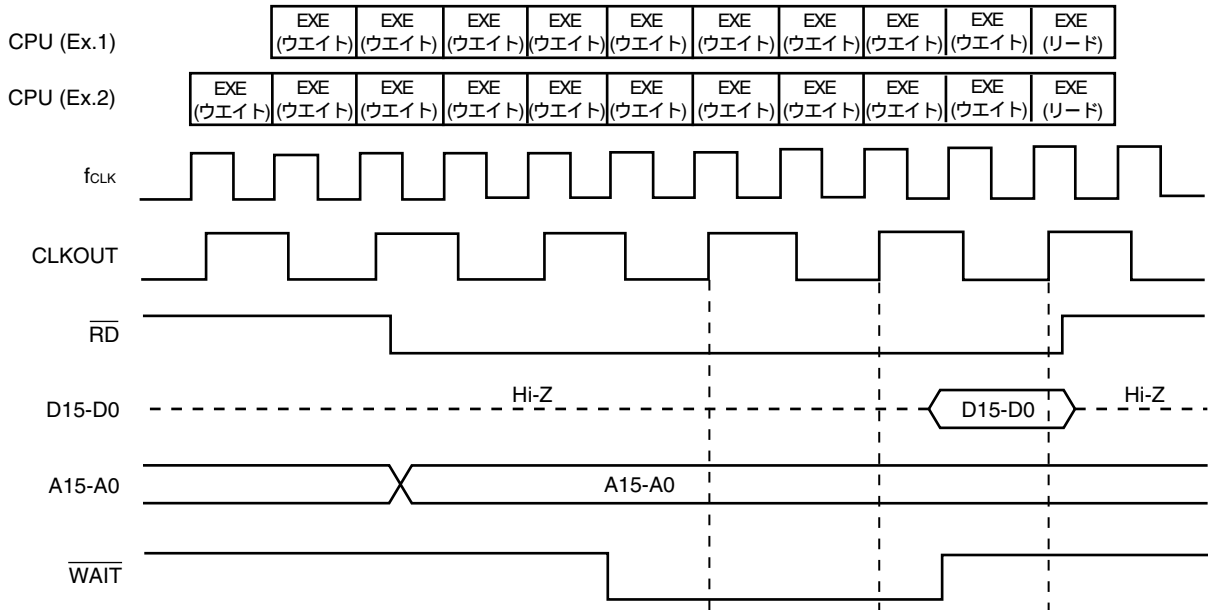 CPU (Ex.1)
EXE EXE EXE EXE EXE EXE EXE EXE EXE EXE
(ウエイト) (ウエイト) (ウエイト) (ウエイト) (ウエイト) (ウエイト) (ウエイト) (ウエイト) (ウエイト) (リード)
CPU (Ex.2)
EXE EXE EXE EXE EXE EXE EXE EXE EXE EXE EXE
(ウエイト) (ウエイト) (ウエイト) (ウエイト) (ウエイト) (ウエイト) (ウエイト) (ウエイト) (ウエイト) (ウエイト) (リード)
fCLK
CLKOUT
RD
D15-D0 Hi-Z D15-D0 Hi-Z
A15-A0 A15-A0
WAIT